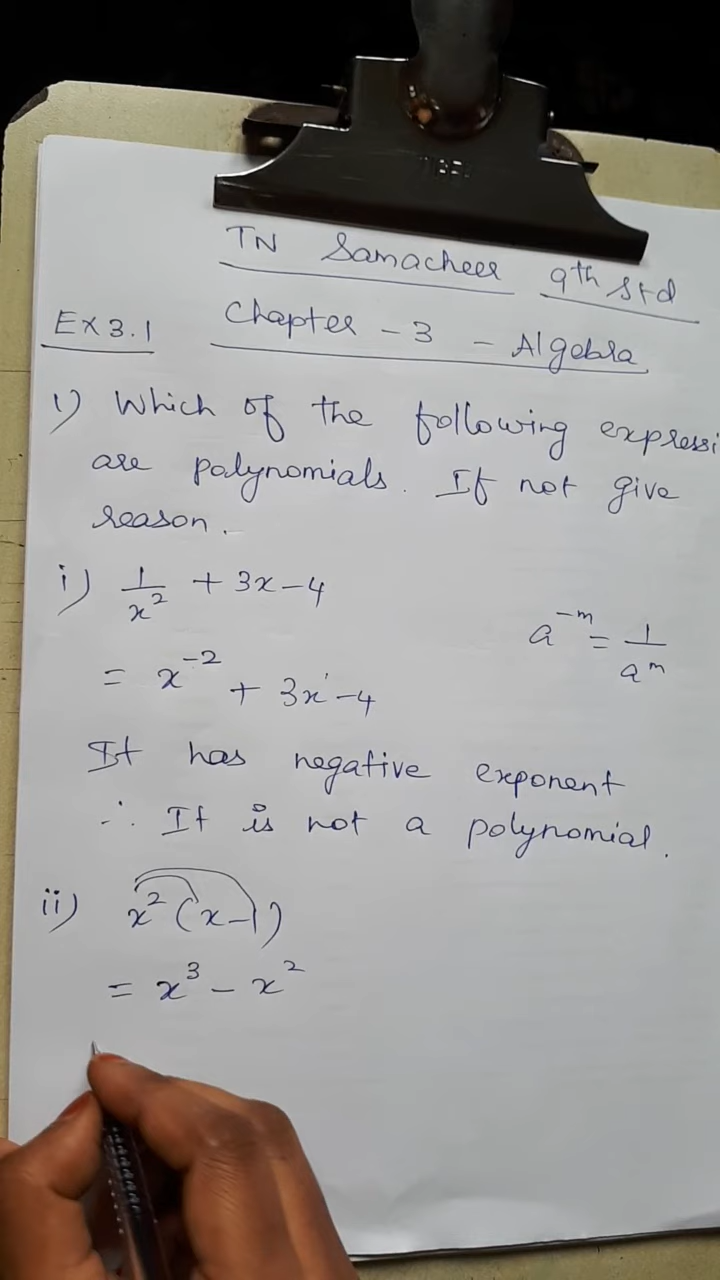 TN Samacheer 9th Std
Ex 3.1 Chapter - 3 - Algebra
1) Which of the following expressi
are polynomials. If not give
reason.
i) 1/x² + 3x - 4
a⁻ᵐ = 1/aᵐ
= x⁻² + 3x - 4
It has negative exponent
∴ It is not a polynomial.
ii) x² (x - 1)
= x³ - x²